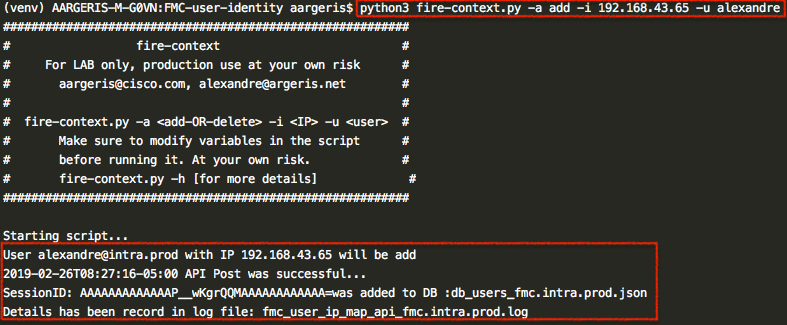 (venv) AARGERIS-M-G0VN:FMC-user-identity aargeris$ python3 fire-context.py -a add -i 192.168.43.65 -u alexandre
##########################################################
#                  fire-context                          #
#     For LAB only, production use at your own risk      #
#       aargeris@cisco.com, alexandre@argeris.net        #
#                                                        #
#  fire-context.py -a <add-OR-delete> -i <IP> -u <user>  #
#       Make sure to modify variables in the script      #
#       before running it. At your own risk.             #
#       fire-context.py -h [for more details]             #
##########################################################
Starting script...
User alexandre@intra.prod with IP 192.168.43.65 will be add
2019-02-26T08:27:16-05:00 API Post was successful...
SessionID: AAAAAAAAAAAAAP__wKgrQQMAAAAAAAAAAAA=was added to DB :db_users_fmc.intra.prod.json
Details has been record in log file: fmc_user_ip_map_api_fmc.intra.prod.log